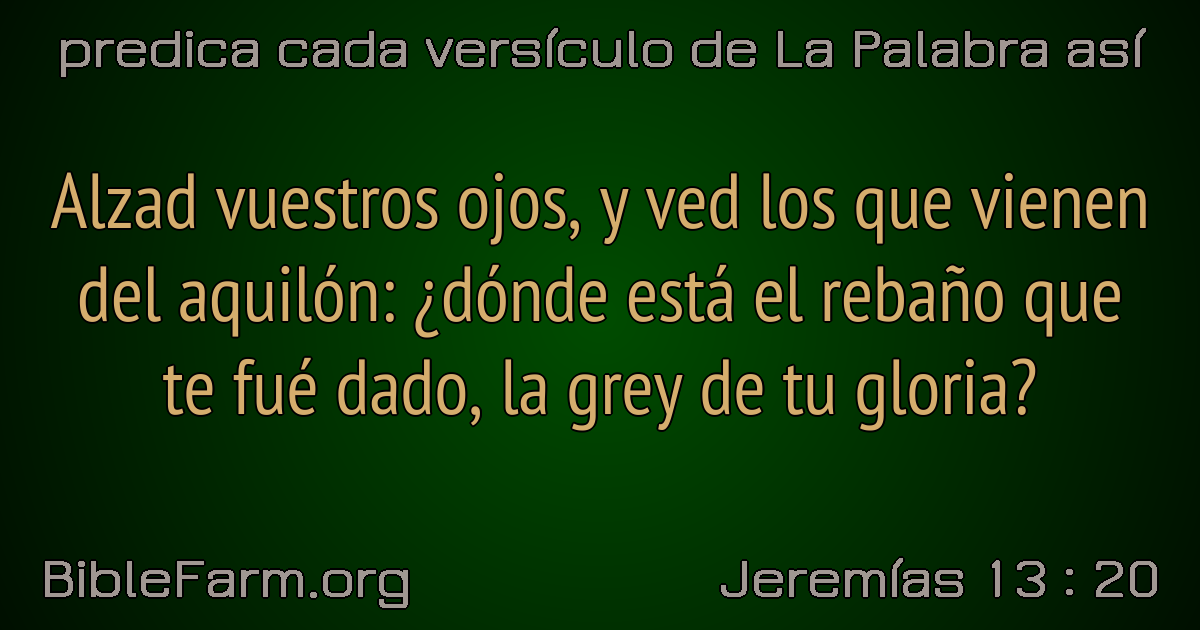 predica cada versículo de La Palabra así
Alzad vuestros ojos, y ved los que vienen
del aquilón: ¿dónde está el rebaño que
te fué dado, la grey de tu gloria?
BibleFarm.org
Jeremías 13 : 20